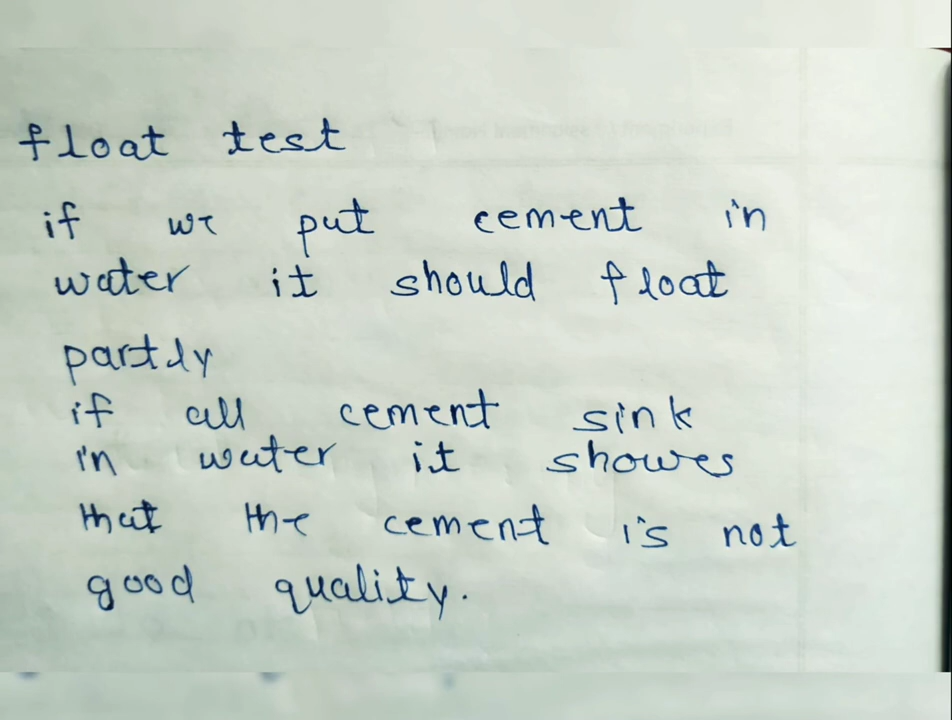 float test
if we put cement in
water it should float
partly
if all cement sink
in water it showes
that the cement is not
good quality.